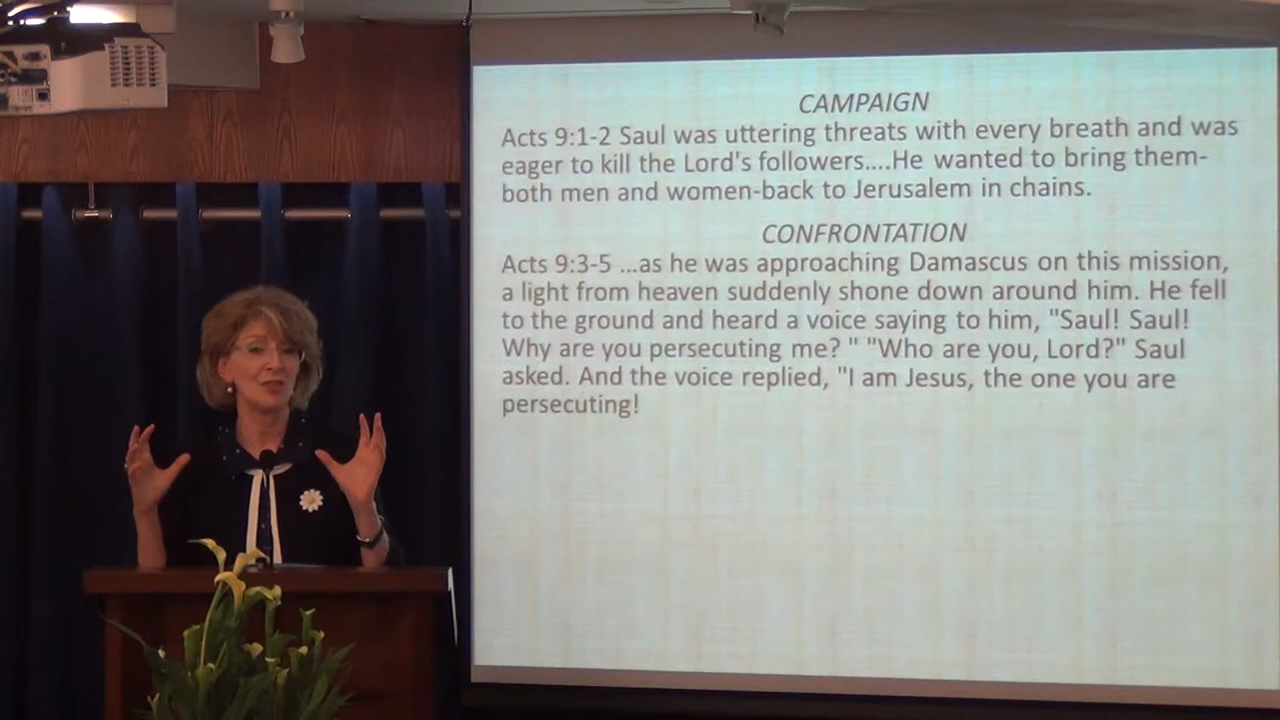 CAMPAIGN
Acts 9:1-2 Saul was uttering threats with every breath and was
eager to kill the Lord's followers....He wanted to bring them-
both men and women-back to Jerusalem in chains.
CONFRONTATION
Acts 9:3-5 ...as he was approaching Damascus on this mission,
a light from heaven suddenly shone down around him. He fell
to the ground and heard a voice saying to him, "Saul! Saul!
Why are you persecuting me? " "Who are you, Lord?" Saul
asked. And the voice replied, "I am Jesus, the one you are
persecuting!